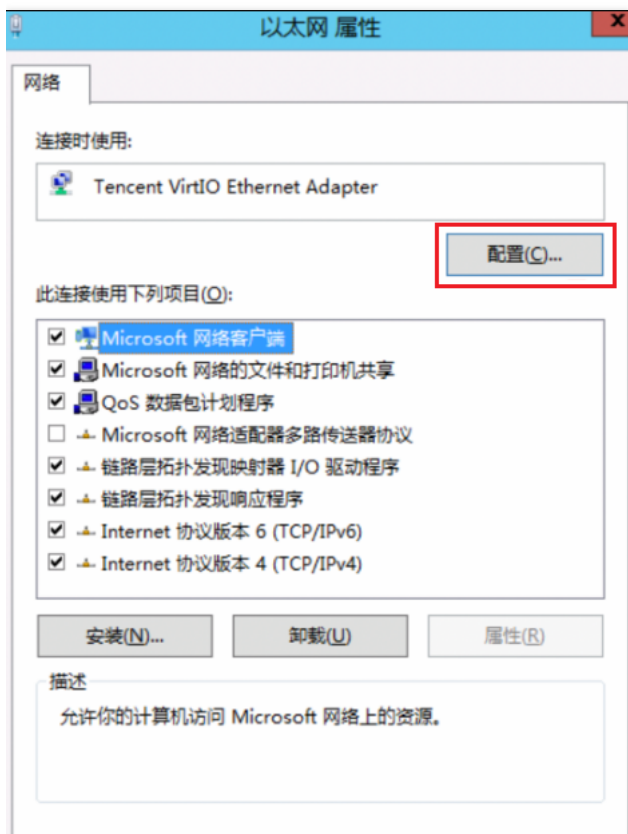 以太网 属性
x
网络
连接时使用:
Tencent VirtIO Ethernet Adapter
配置(C)...
此连接使用下列项目(O):
Microsoft 网络客户端
Microsoft 网络的文件和打印机共享
QoS 数据包计划程序
Microsoft 网络适配器多路传送器协议
链路层拓扑发现映射器 I/O 驱动程序
链路层拓扑发现响应程序
Internet 协议版本 6 (TCP/IPv6)
Internet 协议版本 4 (TCP/IPv4)
安装(N)... 卸载(U) 属性(R)
描述
允许你的计算机访问 Microsoft 网络上的资源。